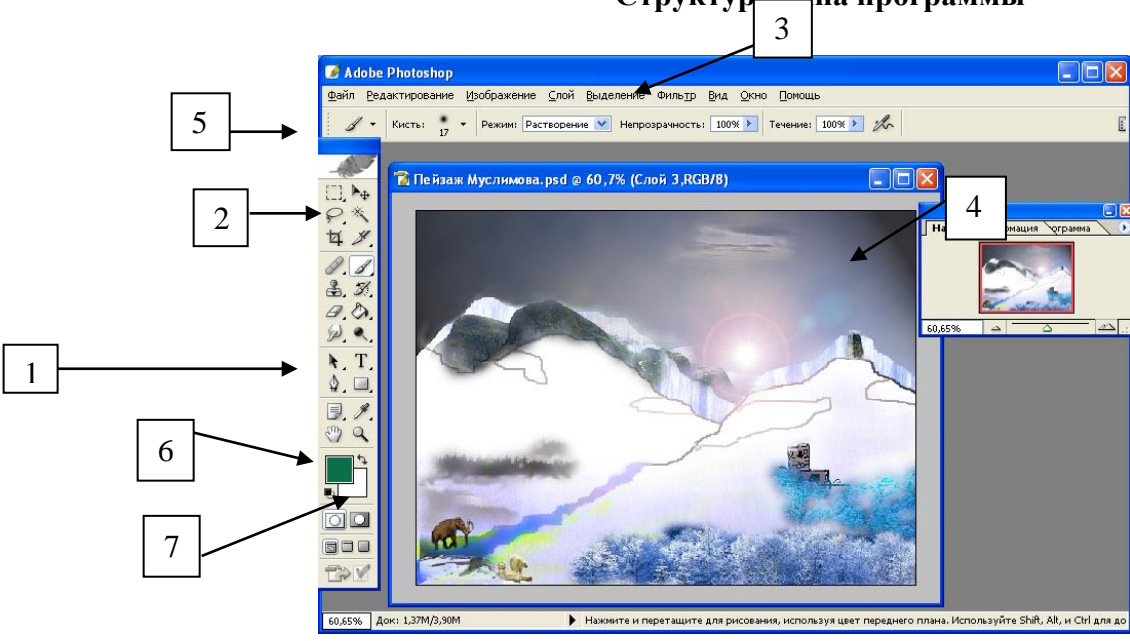 на программы
3
Adobe Photoshop
Файл Редактирование Изображение Слой Выделение Фильтр Вид Окно Помощь
5
Кисть: 17 Режим: Растворение Непрозрачность: 100% Течение: 100%
Пейзаж Муслимова.psd @ 60,7% (Слой 3,RGB/8)
2
4
60,65%
1
T
6
7
60,65% Док: 1,37M/3,90M Нажмите и перетащите для рисования, используя цвет переднего плана. Используйте Shift, Alt, и Ctrl для до